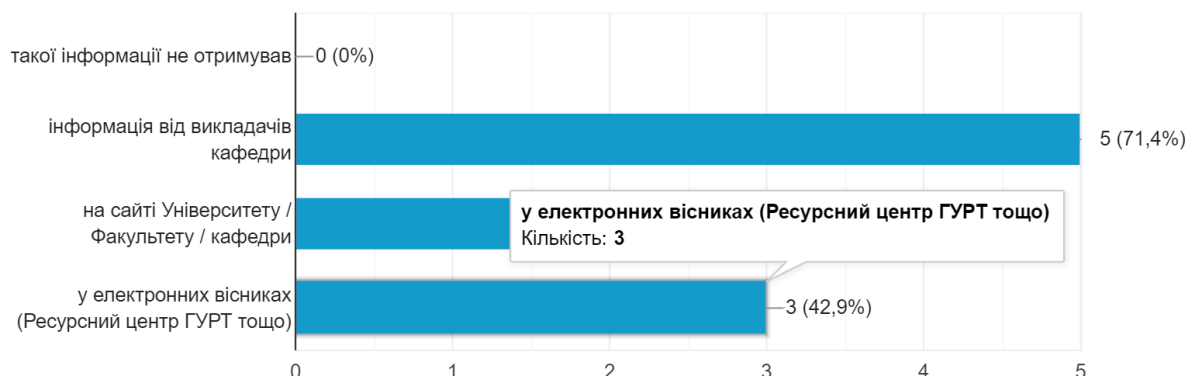 такої інформації не отримував
0 (0%)
інформація від викладачів
кафедри
5 (71,4%)
на сайті Університету /
Факультету / кафедри
у електронних вісниках (Ресурсний центр ГУРТ тощо)
Кількість: 3
у електронних вісниках
(Ресурсний центр ГУРТ тощо)
3 (42,9%)
0 1 2 3 4 5